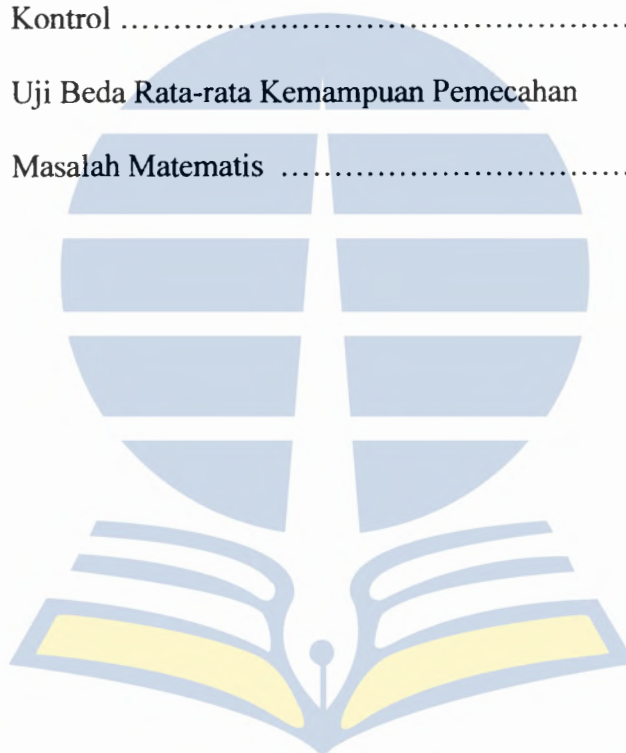 Kontrol ........................................
Uji Beda Rata-rata Kemampuan Pemecahan
Masalah Matematis ................................